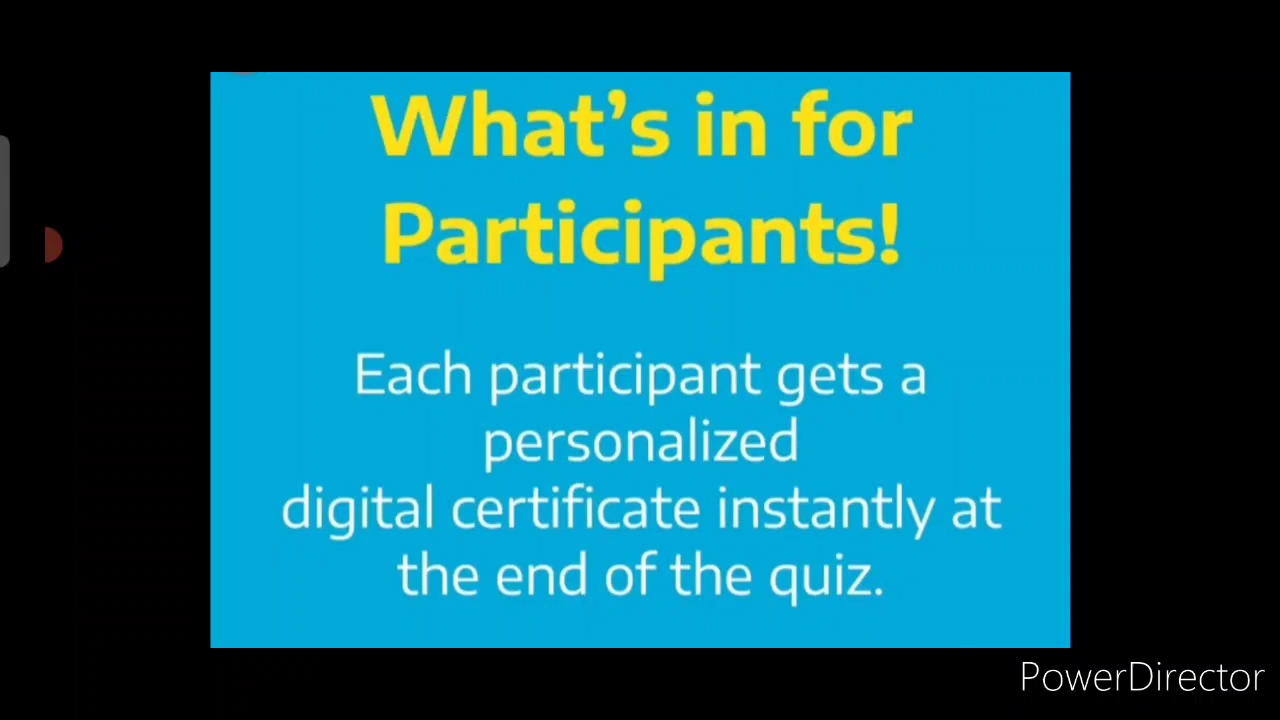 What's in for
Participants!
Each participant gets a
personalized
digital certificate instantly at
the end of the quiz.
PowerDirector